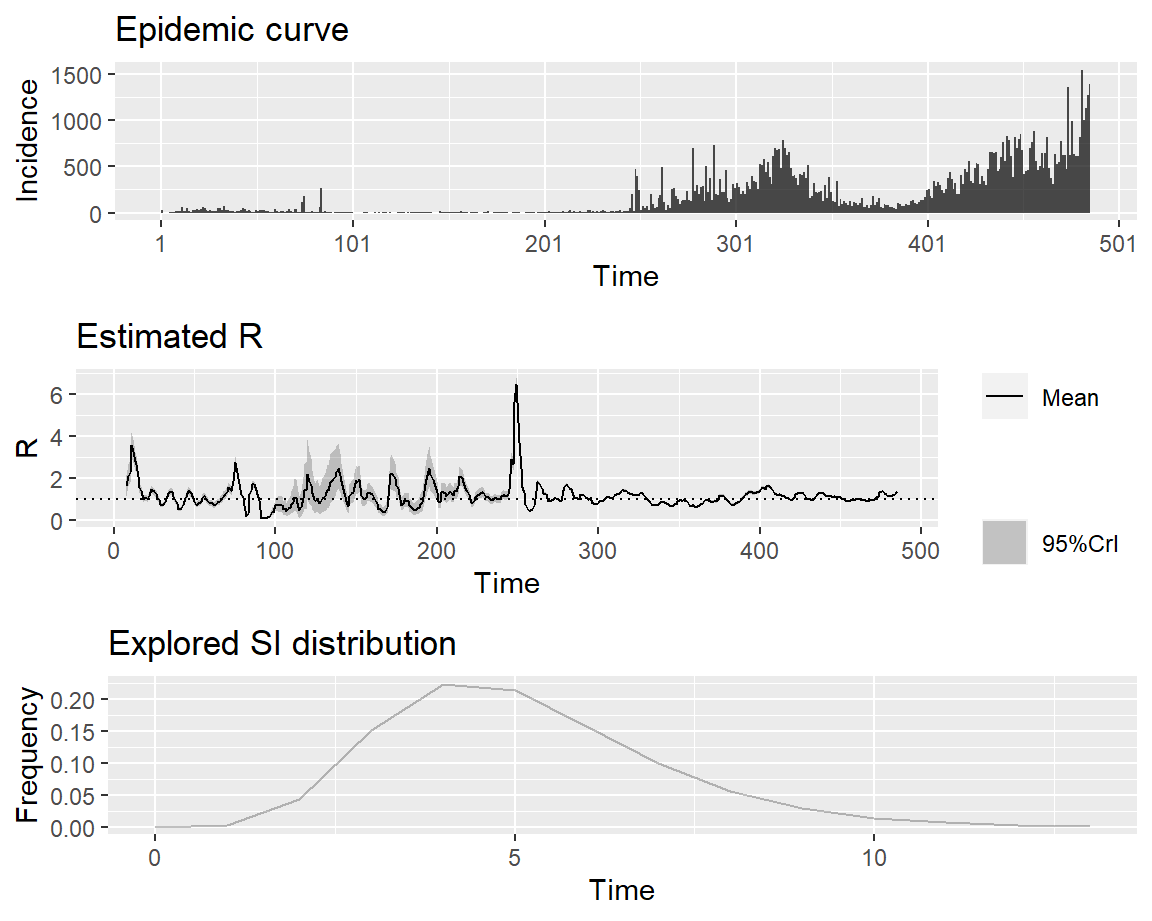 Epidemic curve
Incidence
1500
1000
500
0
1 101 201 301 401 501
Time
Estimated R
R
6
4
2
0
0 100 200 300 400 500
Time
Mean
95%CrI
Explored SI distribution
Frequency
0.20
0.15
0.10
0.05
0.00
0 5 10
Time